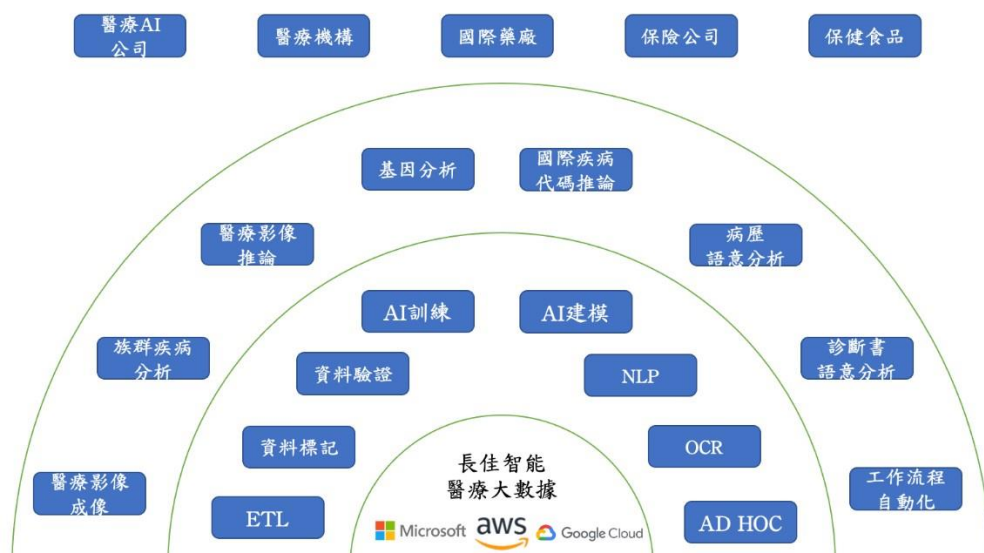 醫療AI
公司
醫療機構
國際藥廠
保險公司
保健食品
基因分析
國際疾病
代碼推論
醫療影像
推論
病歷
語意分析
AI訓練
AI建模
族群疾病
分析
資料驗證
NLP
診斷書
語意分析
資料標記
OCR
長佳智能
醫療大數據
醫療影像
成像
工作流程
自動化
ETL
Microsoft aws Google Cloud
AD HOC